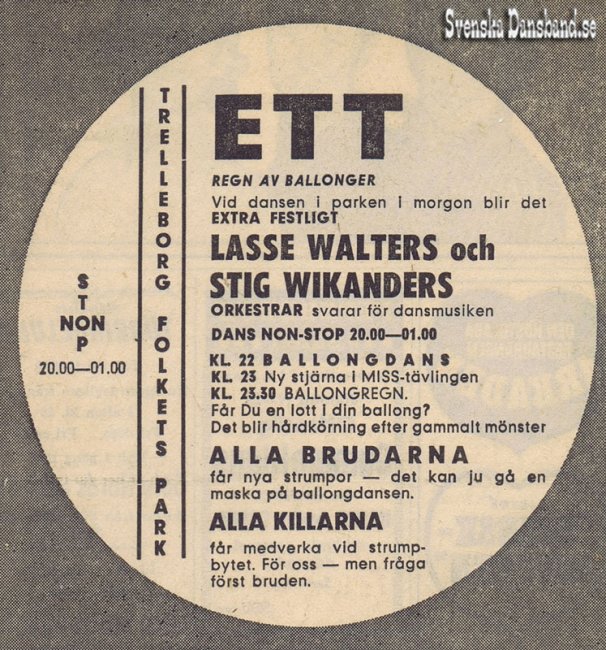 Svenska Dansband.se
TRELLEBORG FOLKETS PARK
STOP
NON
20.00—01.00
ETT
REGN AV BALLONGER
Vid dansen i parken i morgon blir det
EXTRA FESTLIGT
LASSE WALTERS och
STIG WIKANDERS
ORKESTRAR svarar för dansmusiken
DANS NON-STOP 20.00—01.00
KL. 22 BALLONGDANS
KL. 23 Ny stjärna i MISS-tävlingen
KL. 23.30 BALLONGREGN.
Får Du en lott i din ballong?
Det blir hårdkörning efter gammalt mönster
ALLA BRUDARNA
får nya strumpor — det kan ju gå en
maska på ballongdansen.
ALLA KILLARNA
får medverka vid strump-
bytet. För oss — men fråga
först bruden.